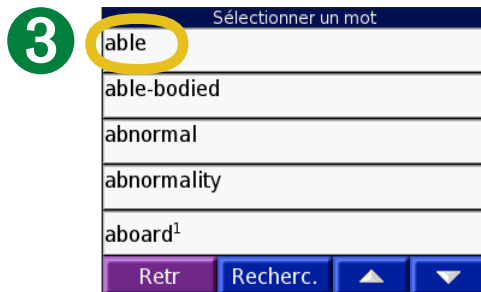 3
Sélectionner un mot
able
able-bodied
abnormal
abnormality
aboard¹
Retr Recherc.